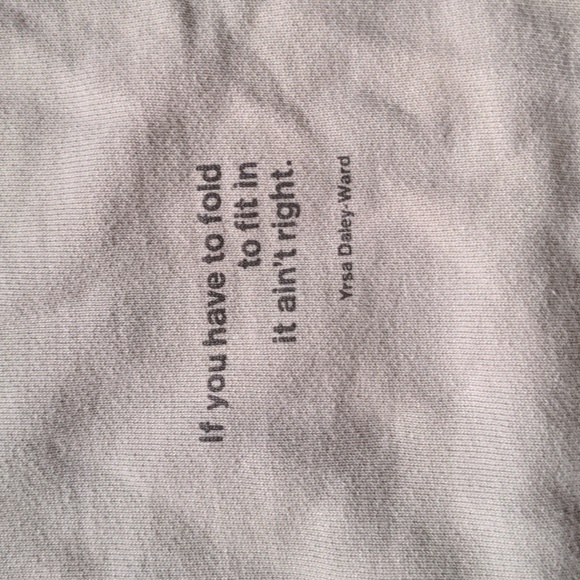 If you have to fold
to fit in
it ain't right.
Yrsa Daley-Ward